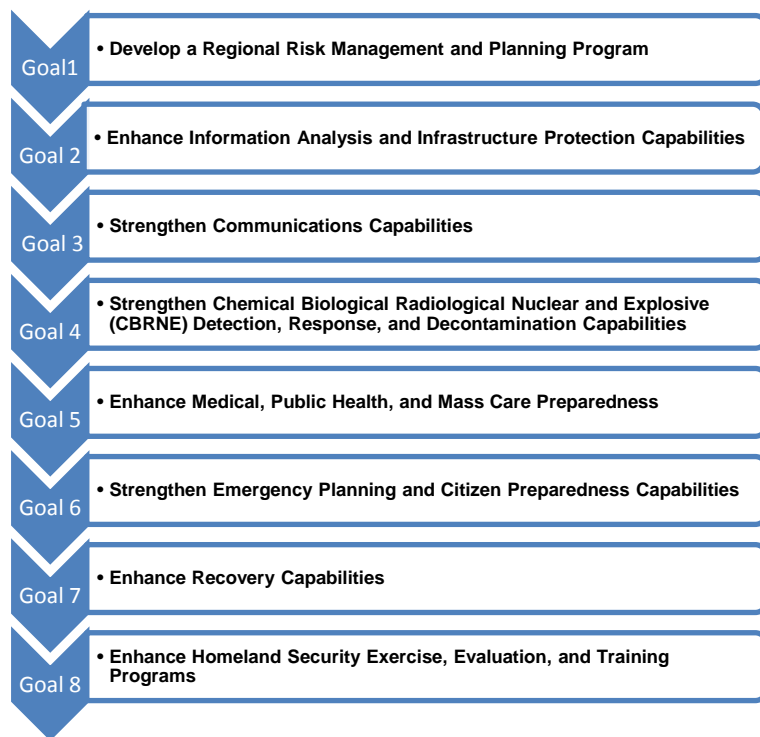 Goal1
• Develop a Regional Risk Management and Planning Program
Goal 2
• Enhance Information Analysis and Infrastructure Protection Capabilities
Goal 3
• Strengthen Communications Capabilities
Goal 4
• Strengthen Chemical Biological Radiological Nuclear and Explosive
(CBRNE) Detection, Response, and Decontamination Capabilities
Goal 5
• Enhance Medical, Public Health, and Mass Care Preparedness
Goal 6
• Strengthen Emergency Planning and Citizen Preparedness Capabilities
Goal 7
• Enhance Recovery Capabilities
Goal 8
• Enhance Homeland Security Exercise, Evaluation, and Training
Programs